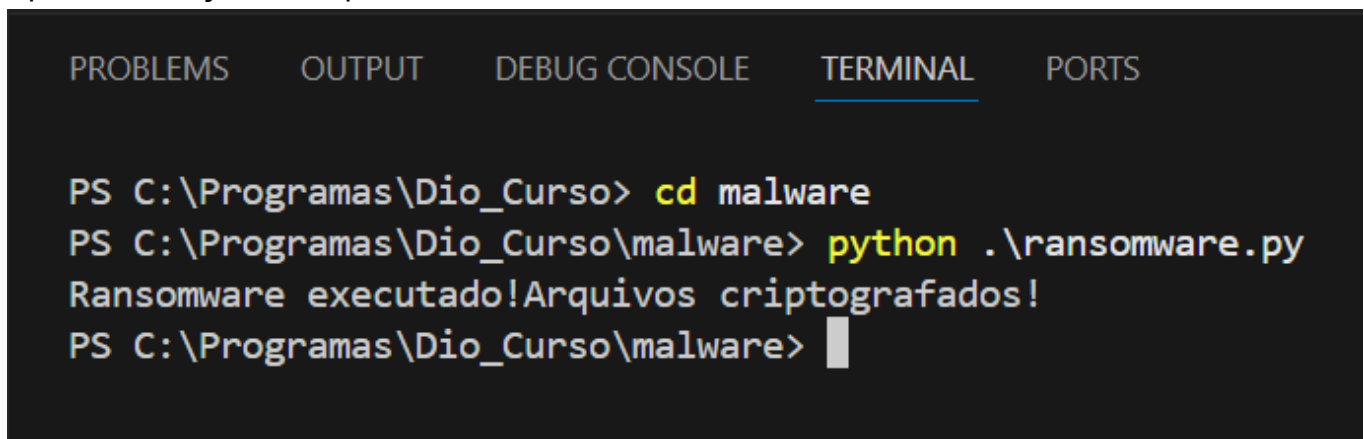 PROBLEMS OUTPUT DEBUG CONSOLE TERMINAL PORTS
PS C:\Programas\Dio_Curso> cd malware
PS C:\Programas\Dio_Curso\malware> python .\ransomware.py
Ransomware executado!Arquivos criptografados!
PS C:\Programas\Dio_Curso\malware>